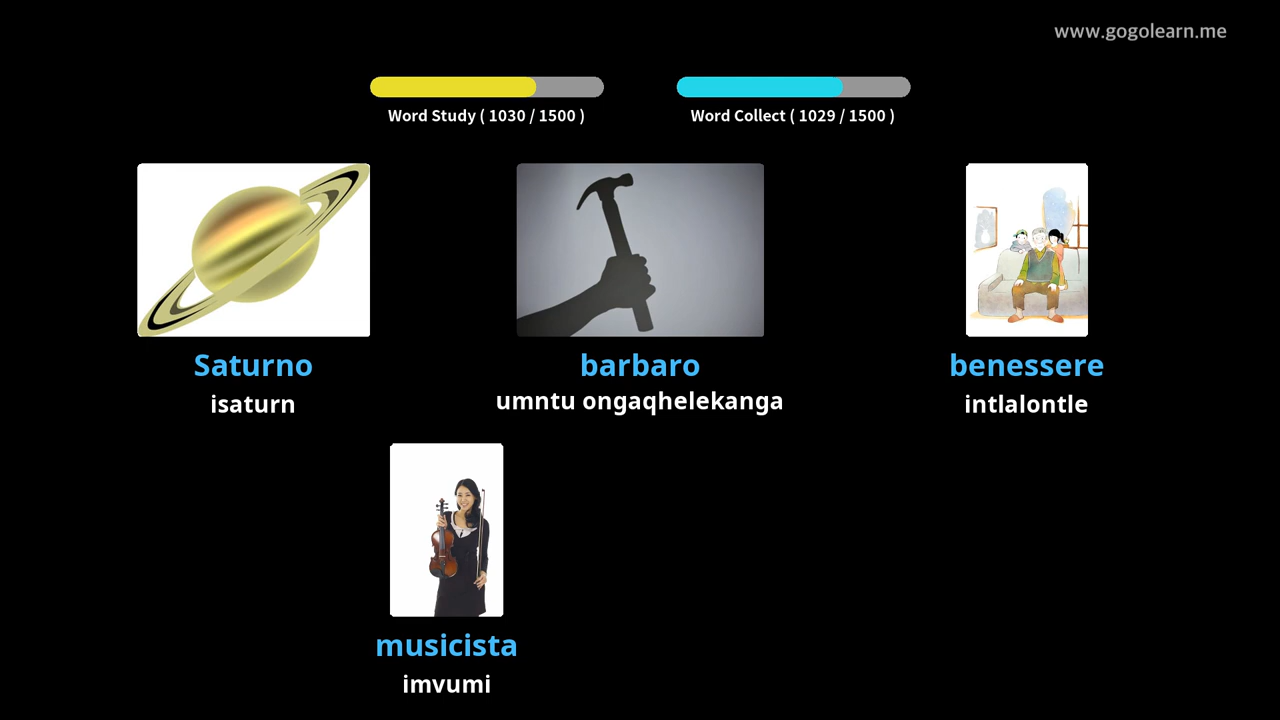 www.gogolearn.me
Word Study ( 1030 / 1500 )
Word Collect ( 1029 / 1500 )
Saturno
isaturn
barbaro
umntu ongaqhelekanga
benessere
intlalontle
musicista
imvumi